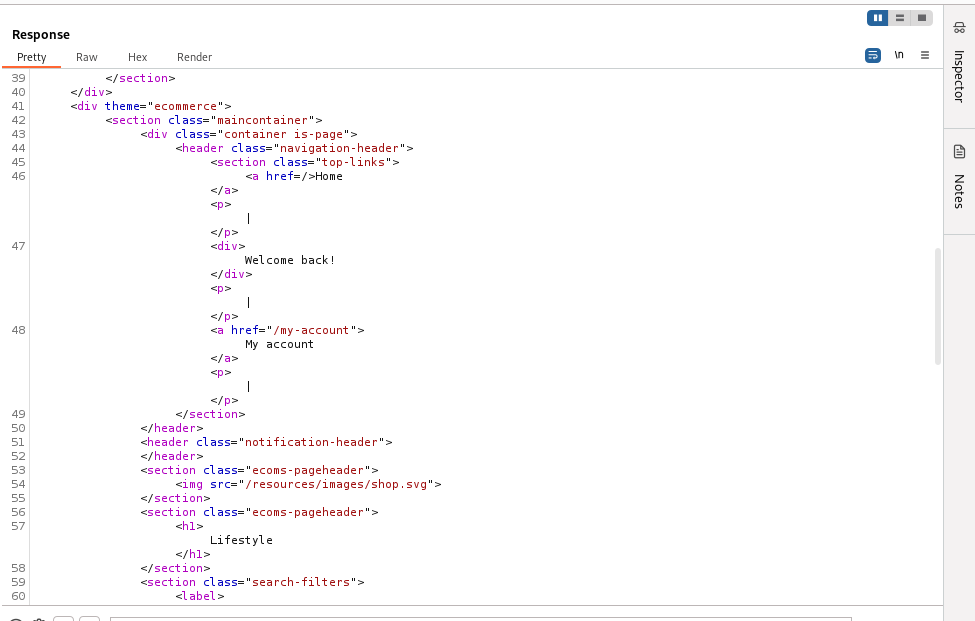 Response
Pretty Raw Hex Render
\n
39 </section>
40 </div>
41 <div theme="ecommerce">
42 <section class="maincontainer">
43 <div class="container is-page">
44 <header class="navigation-header">
45 <section class="top-links">
46 <a href=/>Home
</a>
<p>
|
</p>
47 <div>
Welcome back!
</div>
<p>
|
</p>
48 <a href="/my-account">
My account
</a>
<p>
|
</p>
49 </section>
50 </header>
51 <header class="notification-header">
52 </header>
53 <section class="ecoms-pageheader">
54 <img src="/resources/images/shop.svg">
55 </section>
56 <section class="ecoms-pageheader">
57 <h1>
Lifestyle
</h1>
58 </section>
59 <section class="search-filters">
60 <label>
Inspector
Notes